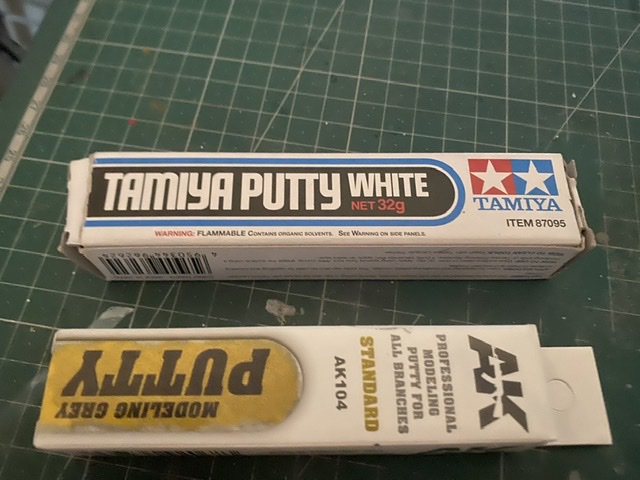 TAMIYA PUTTY WHITE
NET 32g
TAMIYA
ITEM 87095
WARNING: FLAMMABLE CONTAINS ORGANIC SOLVENTS. SEE WARNING ON SIDE PANELS.
MODELING GREY
PUTTY
AK104
STANDARD
PROFESSIONAL
MODELING
PUTTY FOR
ALL BRANCHES
AK